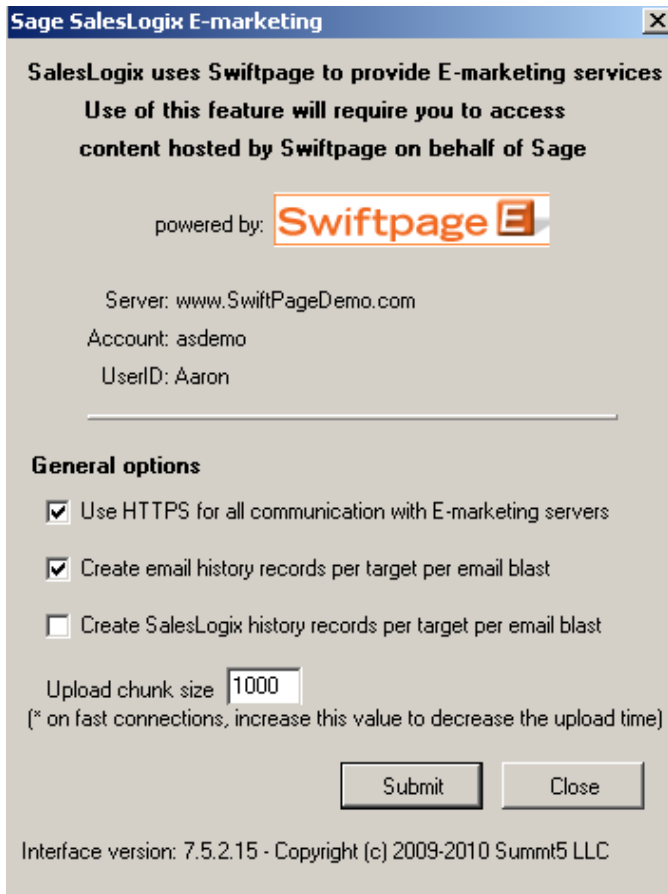 Sage SalesLogix E-marketing
SalesLogix uses Swiftpage to provide E-marketing services
Use of this feature will require you to access
content hosted by Swiftpage on behalf of Sage
powered by: Swiftpage E
Server: www.SwiftPageDemo.com
Account: asdemo
UserID: Aaron
General options
Use HTTPS for all communication with E-marketing servers
Create email history records per target per email blast
Create SalesLogix history records per target per email blast
Upload chunk size 1000
(* on fast connections, increase this value to decrease the upload time)
Submit Close
Interface version: 7.5.2.15 - Copyright (c) 2009-2010 Summt5 LLC